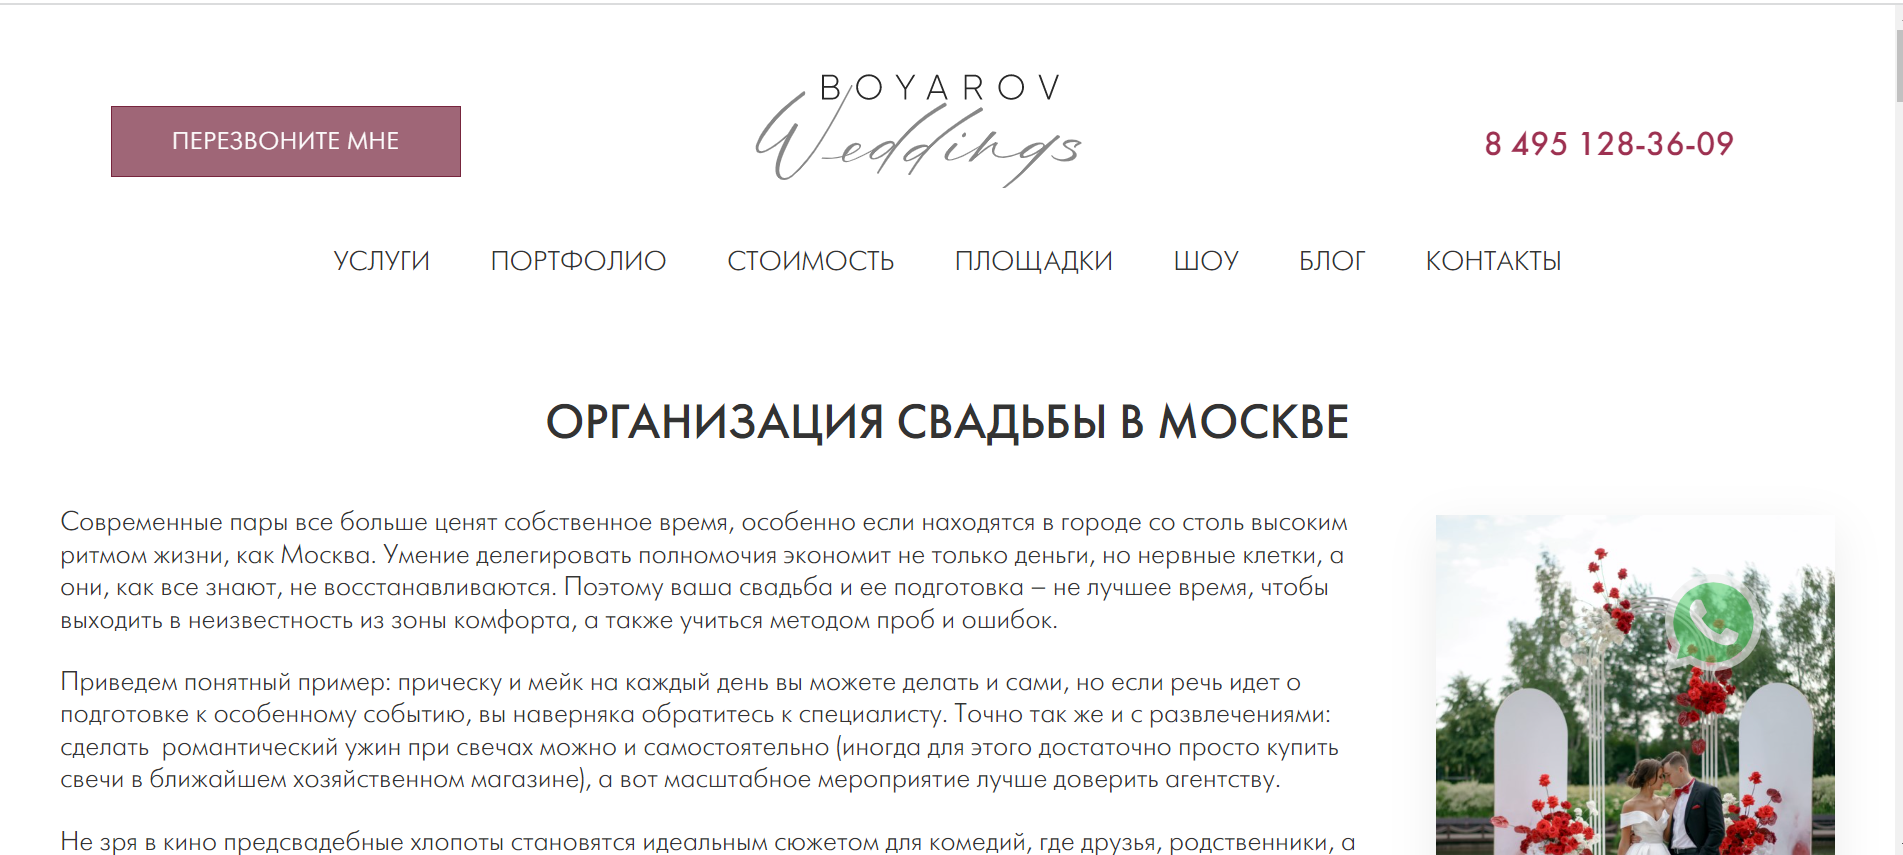 BOYAROV
Weddings
ПЕРЕЗВОНИТЕ МНЕ
8 495 128-36-09
УСЛУГИ ПОРТФОЛИО СТОИМОСТЬ ПЛОЩАДКИ ШОУ БЛОГ КОНТАКТЫ
ОРГАНИЗАЦИЯ СВАДЬБЫ В МОСКВЕ
Современные пары все больше ценят собственное время, особенно если находятся в городе со столь высоким
ритмом жизни, как Москва. Умение делегировать полномочия экономит не только деньги, но нервные клетки, а
они, как все знают, не восстанавливаются. Поэтому ваша свадьба и ее подготовка – не лучшее время, чтобы
выходить в неизвестность из зоны комфорта, а также учиться методом проб и ошибок.
Приведем понятный пример: прическу и мейк на каждый день вы можете делать и сами, но если речь идет о
подготовке к особенному событию, вы наверняка обратитесь к специалисту. Точно так же и с развлечениями:
сделать  романтический ужин при свечах можно и самостоятельно (иногда для этого достаточно просто купить
свечи в ближайшем хозяйственном магазине), а вот масштабное мероприятие лучше доверить агентству.
Не зря в кино предсвадебные хлопоты становятся идеальным сюжетом для комедий, где друзья, родственники, а